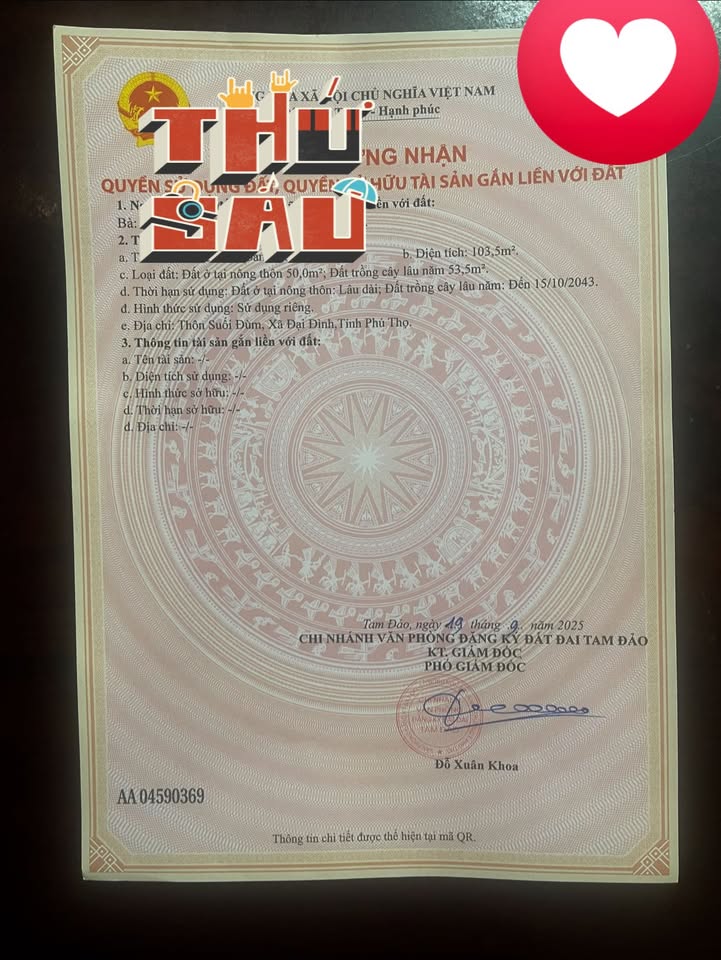 XÃ HỘI CHỦ NGHĨA VIỆT NAM
- Hạnh phúc
THỨ
SÁU
NHẬN
QUYỀN SỬ DỤNG ĐẤT, QUYỀN HỮU TÀI SẢN GẮN LIỀN VỚI ĐẤT
1. liền với đất:
Bà:
2.
a. b. Diện tích: 103,5m².
c. Loại đất: Đất ở tại nông thôn 50,0m²; Đất trồng cây lâu năm 53,5m².
d. Thời hạn sử dụng: Đất ở tại nông thôn: Lâu dài; Đất trồng cây lâu năm: Đến 15/10/2043.
đ. Hình thức sử dụng: Sử dụng riêng.
e. Địa chỉ: Thôn Suối Đùm, Xã Đại Đình,Tỉnh Phú Thọ.
3. Thông tin tài sản gắn liền với đất:
a. Tên tài sản: -/-
b. Diện tích sử dụng: -/-
c. Hình thức sở hữu: -/-
d. Thời hạn sở hữu: -/-
đ. Địa chỉ: -/-
Tam Đảo, ngày 19 tháng 9 năm 2025
CHI NHÁNH VĂN PHÒNG ĐĂNG KÝ ĐẤT ĐAI TAM ĐẢO
KT. GIÁM ĐỐC
PHÓ GIÁM ĐỐC
Đỗ Xuân Khoa
AA 04590369
Thông tin chi tiết được thể hiện tại mã QR.